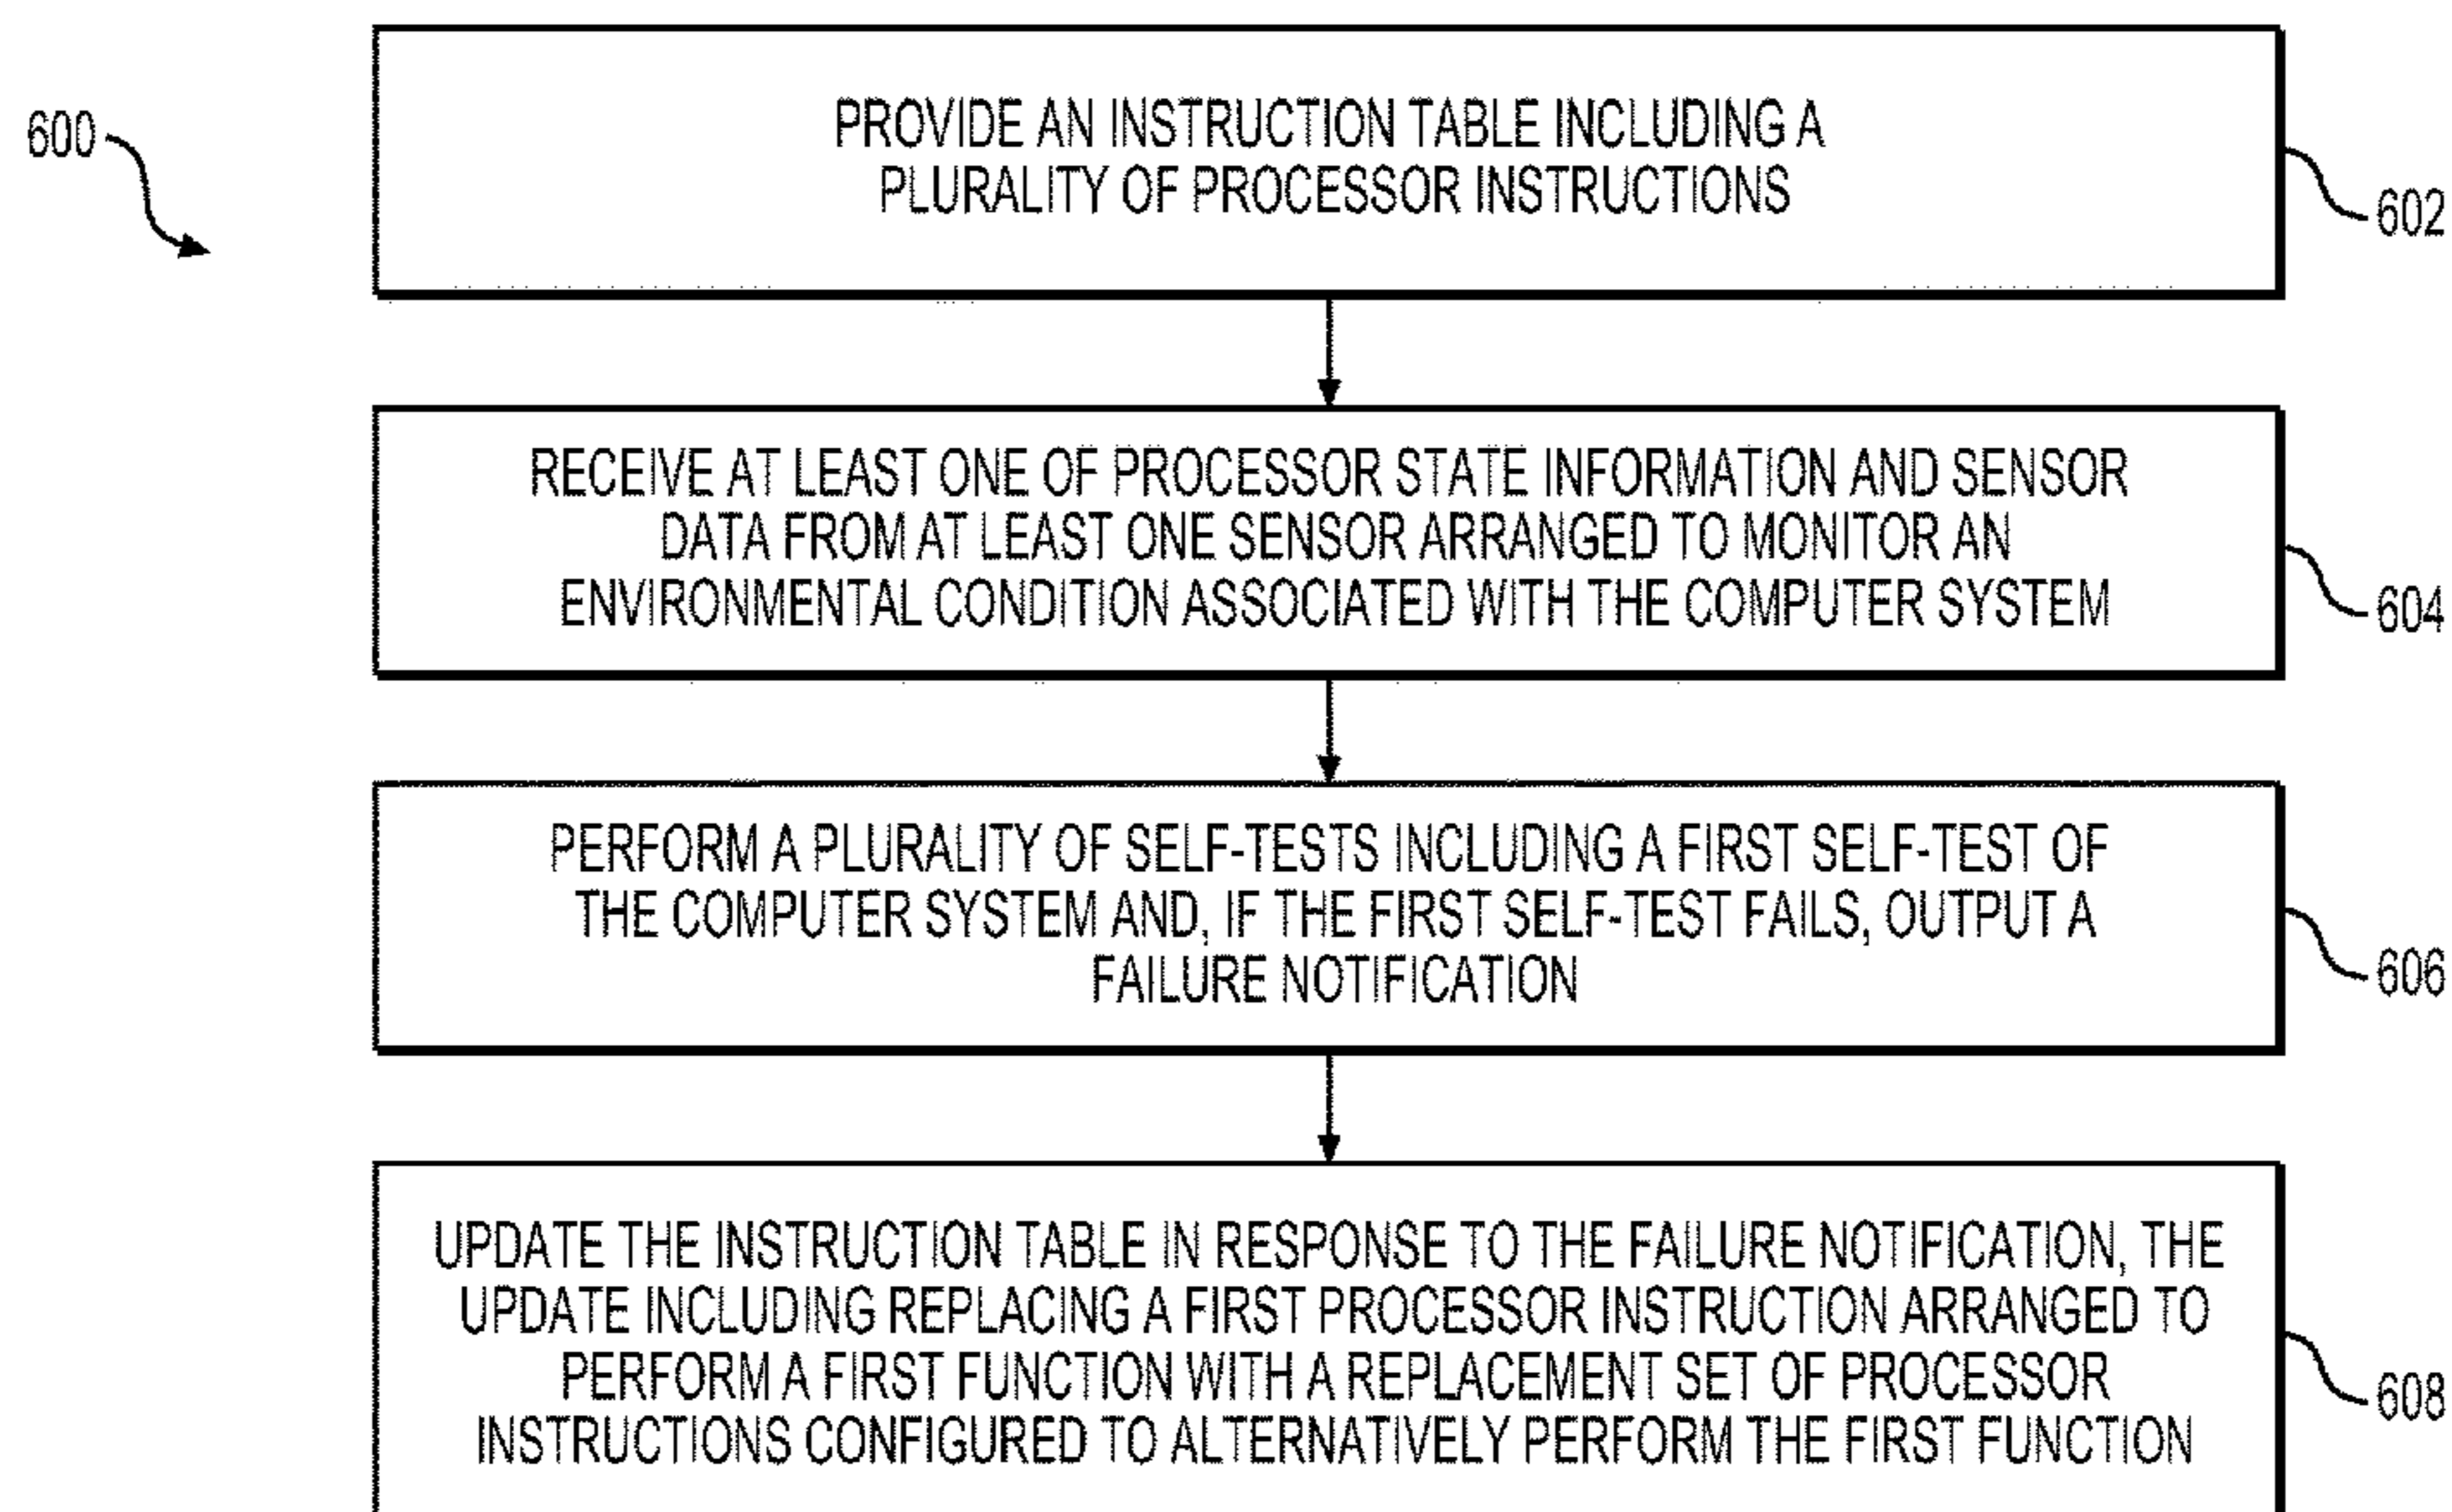 600
PROVIDE AN INSTRUCTION TABLE INCLUDING A
PLURALITY OF PROCESSOR INSTRUCTIONS
602
RECEIVE AT LEAST ONE OF PROCESSOR STATE INFORMATION AND SENSOR
DATA FROM AT LEAST ONE SENSOR ARRANGED TO MONITOR AN
ENVIRONMENTAL CONDITION ASSOCIATED WITH THE COMPUTER SYSTEM
604
PERFORM A PLURALITY OF SELF-TESTS INCLUDING A FIRST SELF-TEST OF
THE COMPUTER SYSTEM AND, IF THE FIRST SELF-TEST FAILS, OUTPUT A
FAILURE NOTIFICATION
606
UPDATE THE INSTRUCTION TABLE IN RESPONSE TO THE FAILURE NOTIFICATION, THE
UPDATE INCLUDING REPLACING A FIRST PROCESSOR INSTRUCTION ARRANGED TO
PERFORM A FIRST FUNCTION WITH A REPLACEMENT SET OF PROCESSOR
INSTRUCTIONS CONFIGURED TO ALTERNATIVELY PERFORM THE FIRST FUNCTION
608